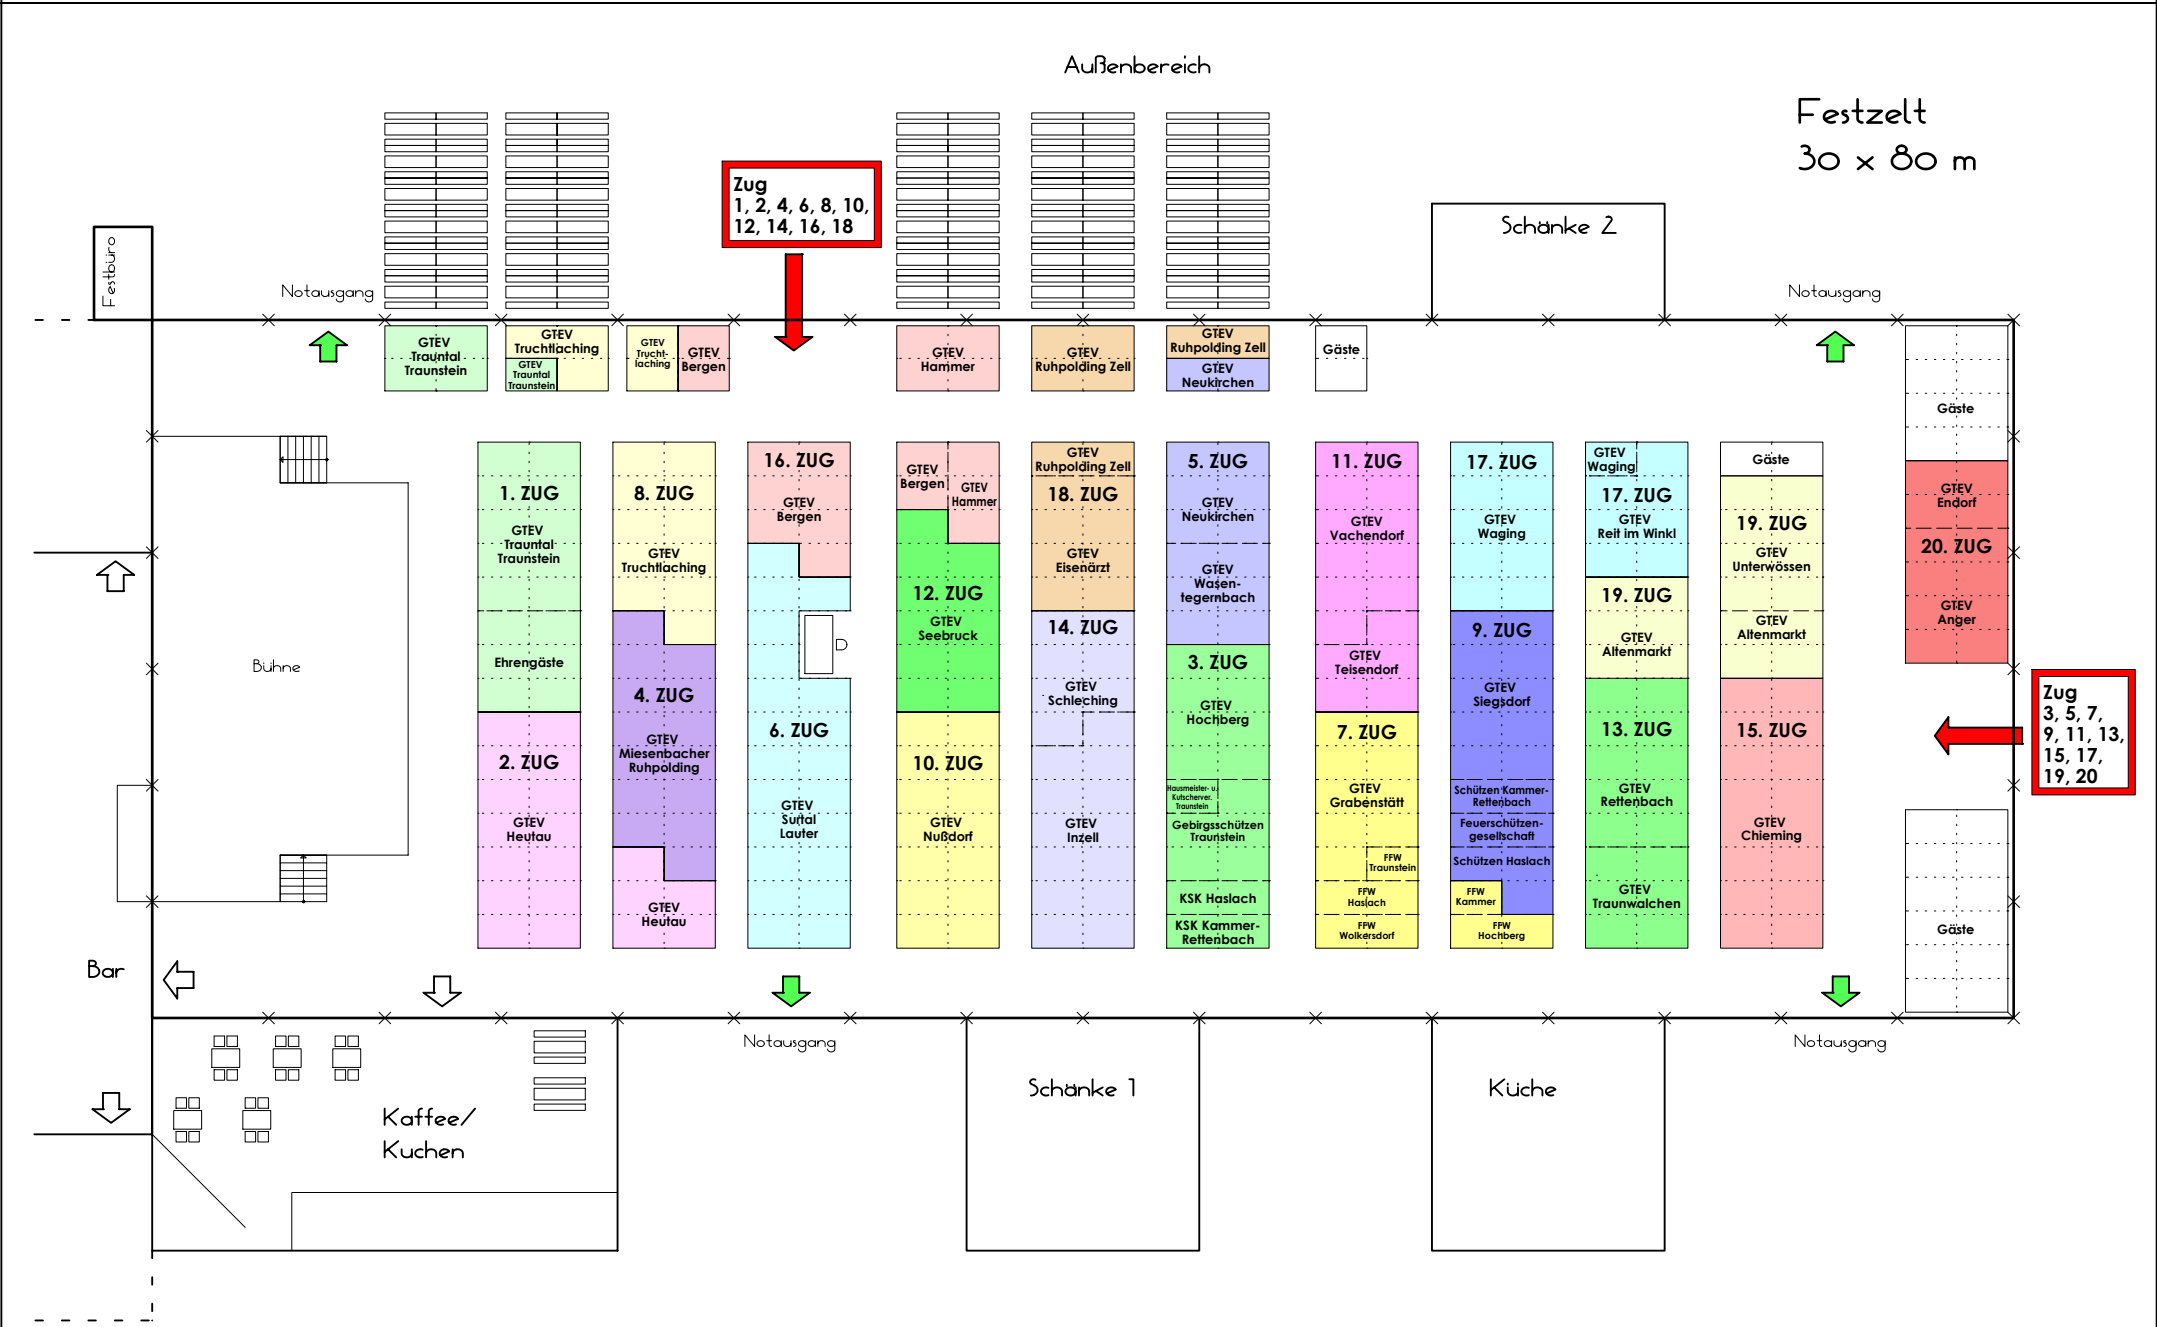 Außenbereich
Festzelt
30 x 80 m
Zug
1, 2, 4, 6, 8, 10,
12, 14, 16, 18
Schänke 2
Festbüro
Notausgang
Notausgang
GTEV
Trauntal
Traunstein
GTEV
Truchtlaching
GTEV
Trauntal
Traunstein
GTEV
Trucht-
laching
GTEV
Bergen
GTEV
Hammer
GTEV
Ruhpolding Zell
GTEV
Ruhpolding Zell
GTEV
Neukirchen
Gäste
Bühne
1. ZUG
GTEV
Trauntal
Traunstein
Ehrengäste
2. ZUG
GTEV
Heutau
8. ZUG
GTEV
Truchtlaching
4. ZUG
GTEV
Miesenbacher
Ruhpolding
GTEV
Heutau
16. ZUG
GTEV
Bergen
D
6. ZUG
GTEV
Surtal
Lauter
GTEV
Bergen
GTEV
Hammer
12. ZUG
GTEV
Seebruck
10. ZUG
GTEV
Nußdorf
GTEV
Ruhpolding Zell
18. ZUG
GTEV
Eisenärzt
14. ZUG
GTEV
Schleching
GTEV
Inzell
5. ZUG
GTEV
Neukirchen
GTEV
Wasen-
tegernbach
3. ZUG
GTEV
Hochberg
Hausmeister- u.
Kutscherver.
Traunstein
Gebirgsschützen
Traunstein
KSK Haslach
KSK Kammer-
Rettenbach
11. ZUG
GTEV
Vachendorf
GTEV
Teisendorf
7. ZUG
GTEV
Grabenstätt
FFW
Traunstein
FFW
Haslach
FFW
Wolkersdorf
17. ZUG
GTEV
Waging
9. ZUG
GTEV
Siegsdorf
Schützen Kammer-
Rettenbach
Feuerschützen-
gesellschaft
Schützen Haslach
FFW
Kammer
FFW
Hochberg
GTEV
Waging
17. ZUG
GTEV
Reit im Winkl
19. ZUG
GTEV
Altenmarkt
13. ZUG
GTEV
Rettenbach
GTEV
Traunwalchen
Gäste
19. ZUG
GTEV
Unterwössen
GTEV
Altenmarkt
15. ZUG
GTEV
Chieming
Gäste
GTEV
Endorf
20. ZUG
GTEV
Anger
Gäste
Zug
3, 5, 7,
9, 11, 13,
15, 17,
19, 20
Bar
Notausgang
Notausgang
Kaffee/
Kuchen
Schänke 1
Küche